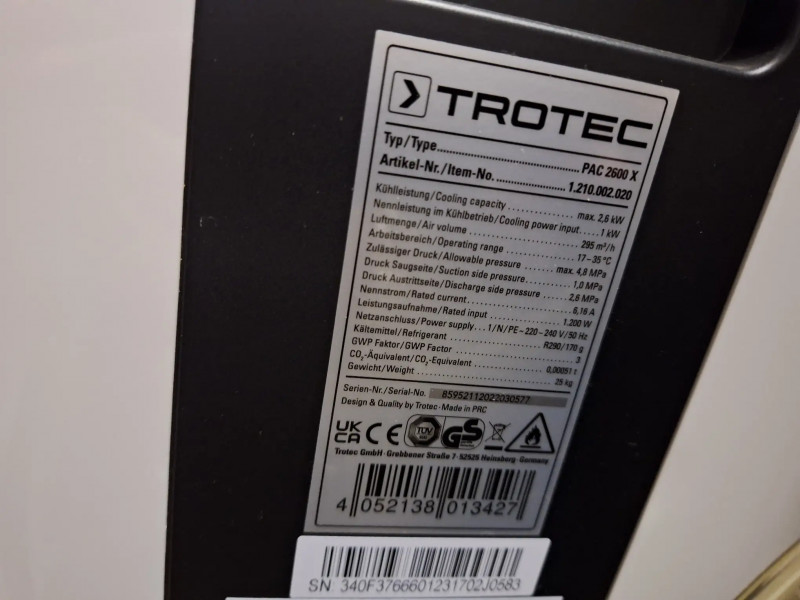 TROTEC
Typ/Type ........ PAC 2600 X
Artikel-Nr./Item-No. ........ 1.210.002.020
Kühlleistung/Cooling capacity ........ max. 2,6 kW
Nennleistung im Kühlbetrieb/Cooling power input ..... 1 kW
Luftmenge/Air volume ........ 295 m³/h
Arbeitsbereich/Operating range ........ 17–35 °C
Zulässiger Druck/Allowable pressure ........ max. 4,8 MPa
Druck Saugseite/Suction side pressure ........ 1,0 MPa
Druck Austrittseite/Discharge side pressure ........ 2,6 MPa
Nennstrom/Rated current ........ 6,16 A
Leistungsaufnahme/Rated input ........ 1.200 W
Netzanschluss/Power supply ... 1/N/PE~220–240 V/50 Hz
Kältemittel/Refrigerant ........ R290/170 g
GWP Faktor/GWP Factor ........ 3
CO₂-Äquivalent/CO₂-Equivalent ........ 0,00051 t
Gewicht/Weight ........ 25 kg
Serien-Nr./Serial-No. 85952112022030577
Design & Quality by Trotec · Made in PRC
UK CA CE TÜV GS
Trotec GmbH · Grebbener Straße 7 · 52525 Heinsberg · Germany
4 052138 013427
SN 340F3766601231702J0583